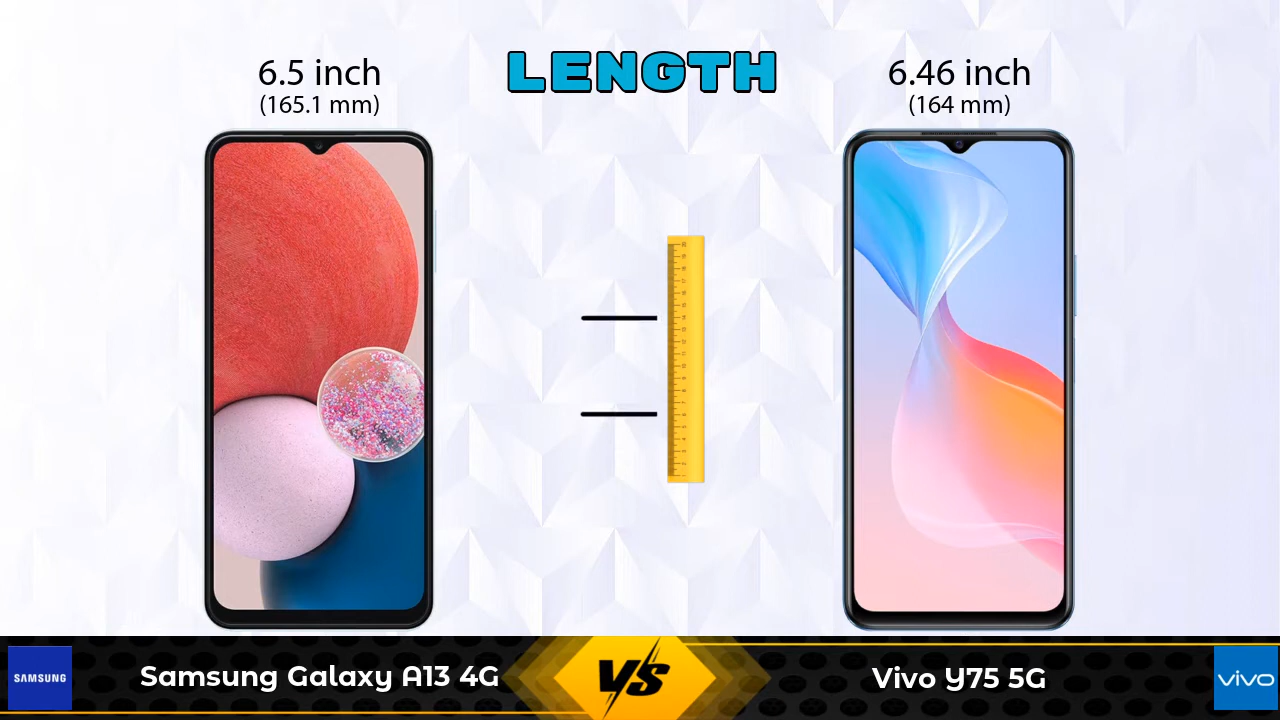 LENGTH
6.5 inch
(165.1 mm)
6.46 inch
(164 mm)
SAMSUNG
Samsung Galaxy A13 4G
VS
Vivo Y75 5G
vivo